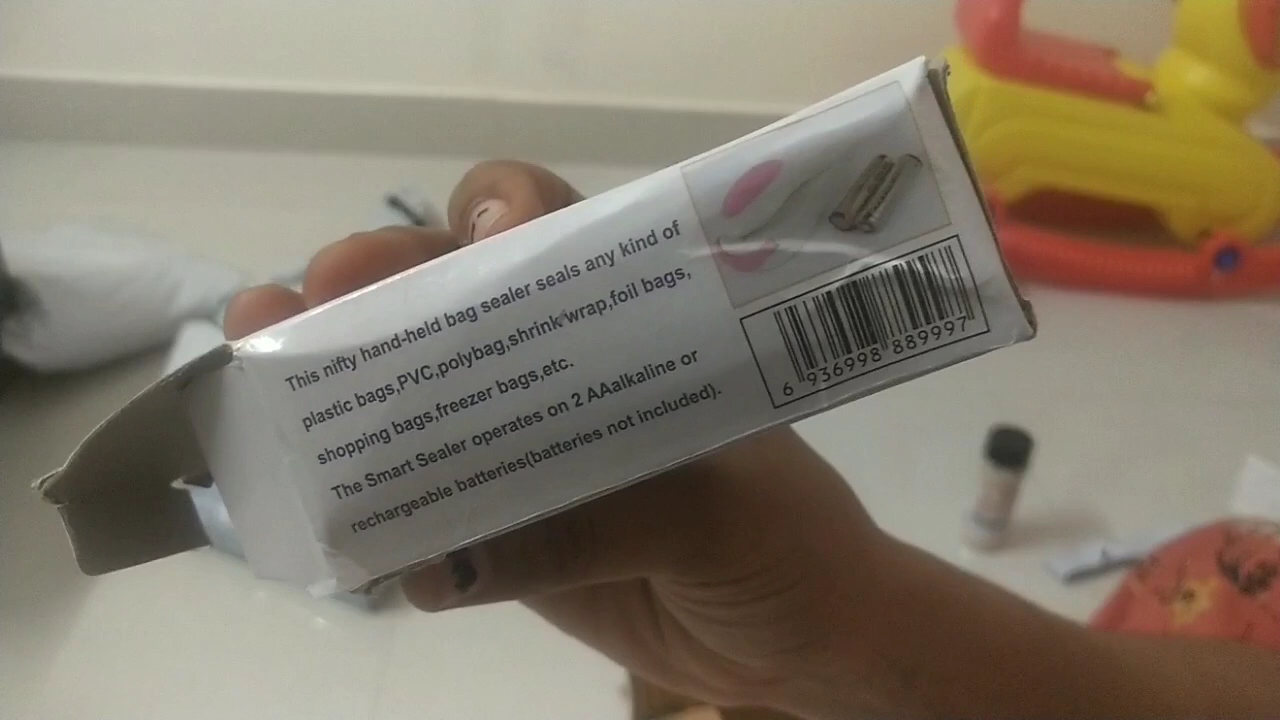 This nifty hand-held bag sealer seals any kind of
plastic bags,PVC,polybag,shrink wrap,foil bags,
shopping bags,freezer bags,etc.
The Smart Sealer operates on 2 AAalkaline or
rechargeable batteries(batteries not included).
6 936998 889997